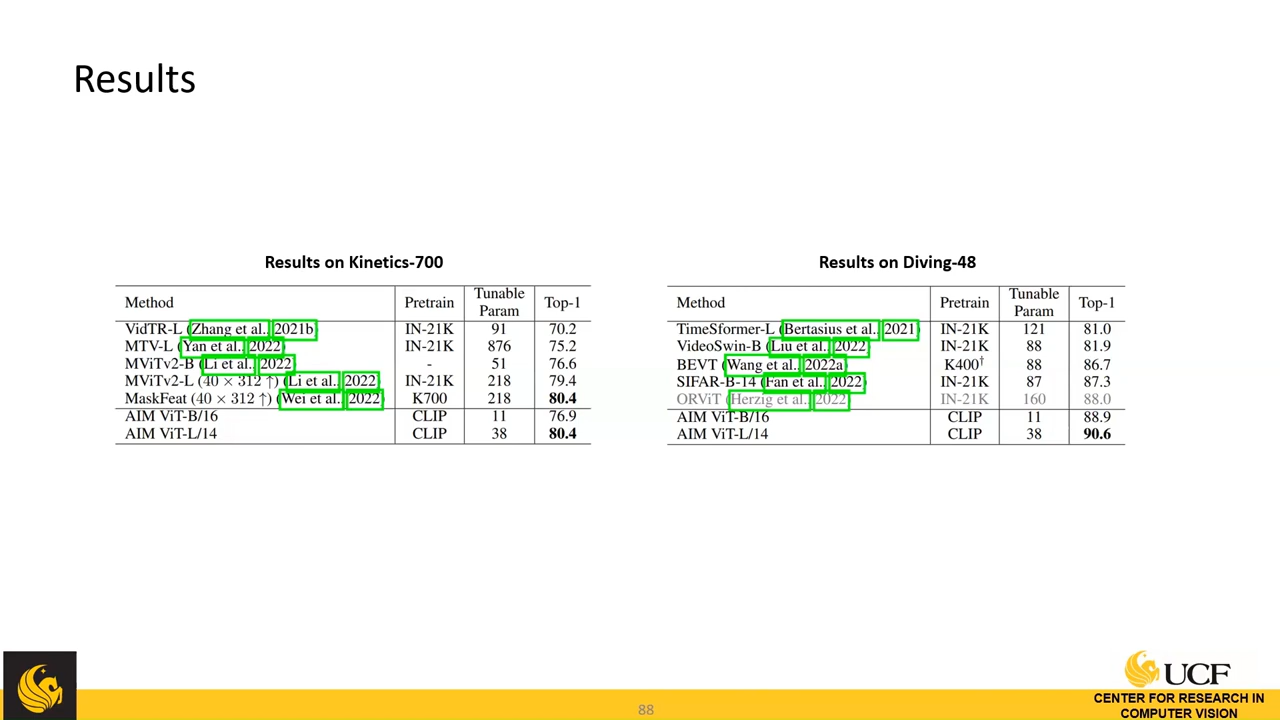 Results
Results on Kinetics-700
Method Pretrain Tunable Param Top-1
VidTR-L (Zhang et al., 2021b) IN-21K 91 70.2
MTV-L (Yan et al., 2022) IN-21K 876 75.2
MViTv2-B (Li et al., 2022) - 51 76.6
MViTv2-L (40 × 312 ↑) (Li et al., 2022) IN-21K 218 79.4
MaskFeat (40 × 312 ↑) (Wei et al., 2022) K700 218 80.4
AIM ViT-B/16 CLIP 11 76.9
AIM ViT-L/14 CLIP 38 80.4
Results on Diving-48
Method Pretrain Tunable Param Top-1
TimeSformer-L (Bertasius et al., 2021) IN-21K 121 81.0
VideoSwin-B (Liu et al., 2022) IN-21K 88 81.9
BEVT (Wang et al., 2022a) K400† 88 86.7
SIFAR-B-14 (Fan et al., 2022) IN-21K 87 87.3
ORViT (Herzig et al., 2022) IN-21K 160 88.0
AIM ViT-B/16 CLIP 11 88.9
AIM ViT-L/14 CLIP 38 90.6
88
UCF
CENTER FOR RESEARCH IN
COMPUTER VISION